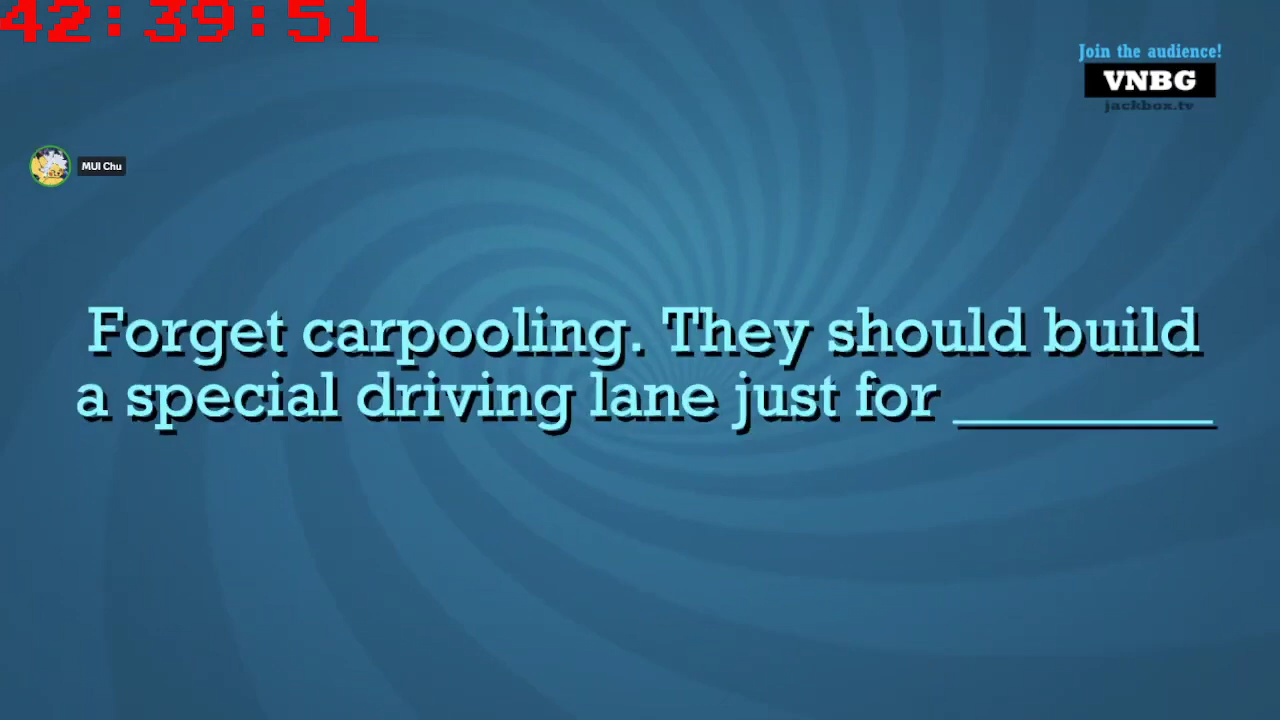 42:39:51
Join the audience!
VNBG
jackbox.tv
MUI Chu
Forget carpooling. They should build
a special driving lane just for __________